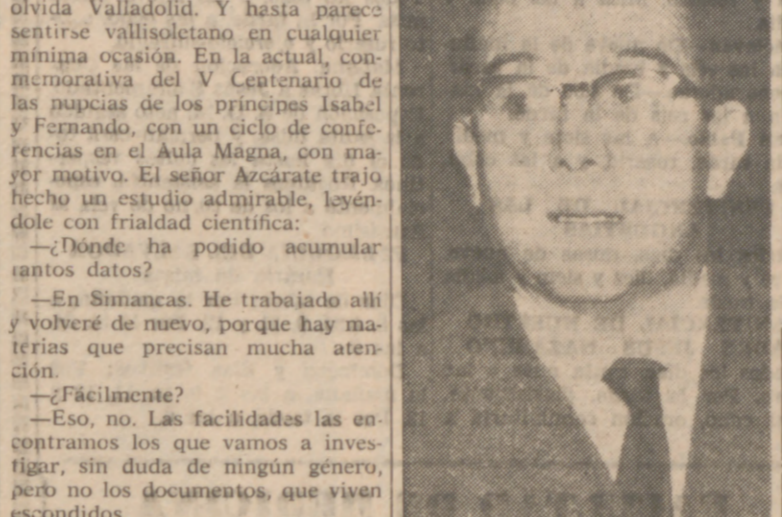 olvida Valladolid. Y hasta parece
sentirse vallisoletano en cualquier
mínima ocasión. En la actual, con-
memorativa del V Centenario de
las nupcias de los príncipes Isabel
y Fernando, con un ciclo de confe-
rencias en el Aula Magna, con ma-
yor motivo. El señor Azcárate trajo
hecho un estudio admirable, leyén-
dole con frialdad científica:
—¿Dónde ha podido acumular
tantos datos?
—En Simancas. He trabajado allí
y volveré de nuevo, porque hay ma-
terias que precisan mucha aten-
ción.
—¿Fácilmente?
—Eso, no. Las facilidades las en-
contramos los que vamos a inves-
tigar, sin duda de ningún género,
pero no los documentos, que viven
escondidos